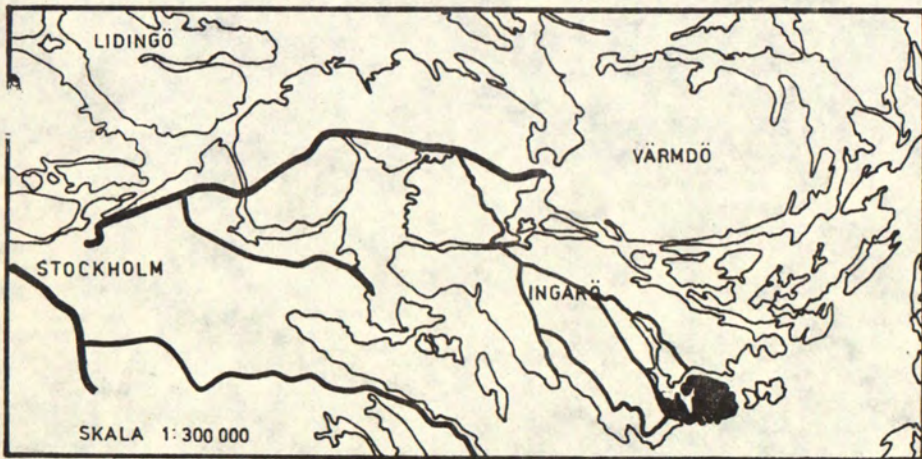 LIDINGÖ
VÄRMDÖ
STOCKHOLM
INGARÖ
SKALA 1:300 000